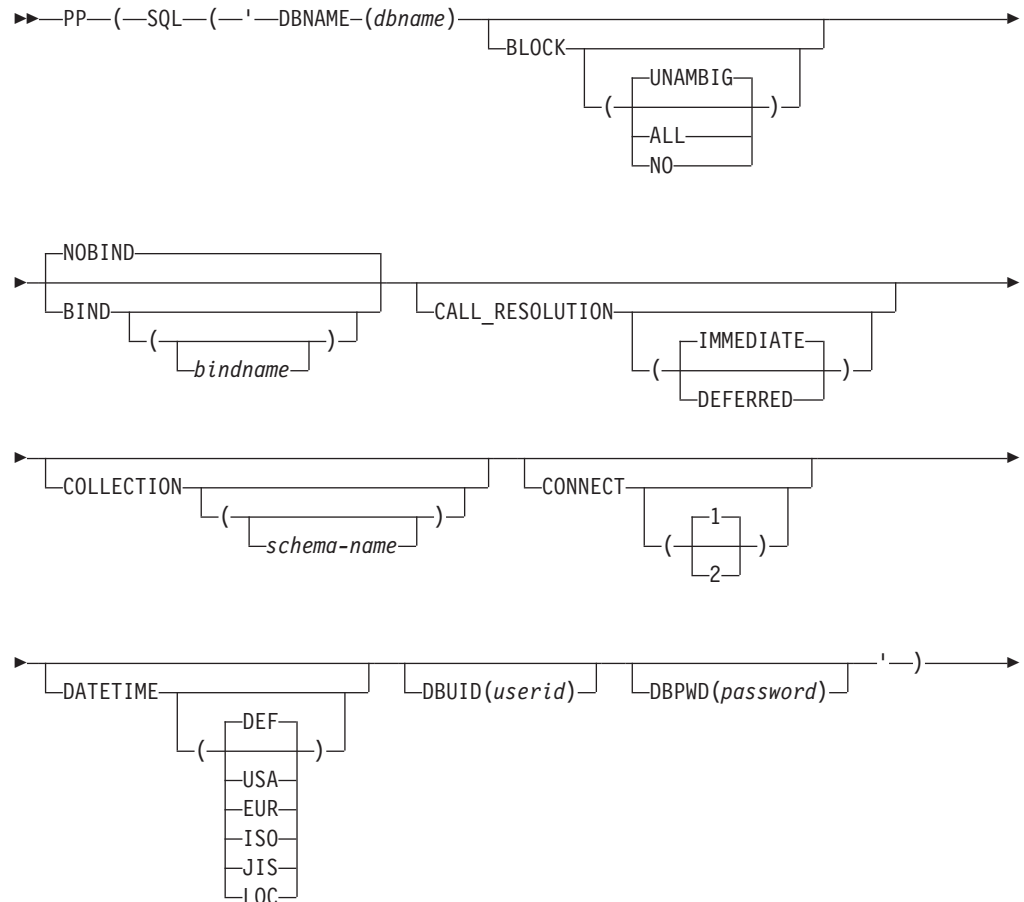 PP ( SQL ( ' DBNAME (dbname)
BLOCK
UNAMBIG
( )
ALL
NO
NOBIND
BIND
( )
bindname
CALL_RESOLUTION
IMMEDIATE
( )
DEFERRED
COLLECTION
( )
schema-name
CONNECT
1
( )
2
DATETIME
DEF
( )
USA
EUR
ISO
JIS
LOC
DBUID(userid)
DBPWD(password)
' )